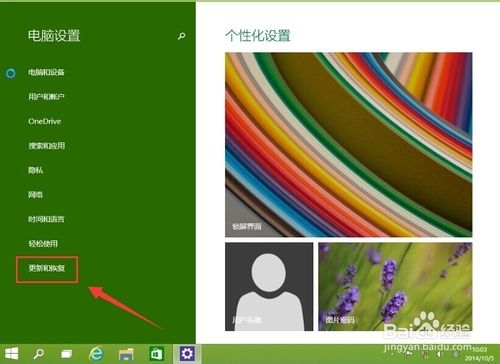 电脑设置
电脑和设备
用户和帐户
OneDrive
搜索和应用
隐私
网络
时间和语言
轻松使用
更新和恢复
个性化设置
锁屏界面
用户头像
图片密码
Baidu 经验
jingyan.baidu.com
10:03
2014/10/5